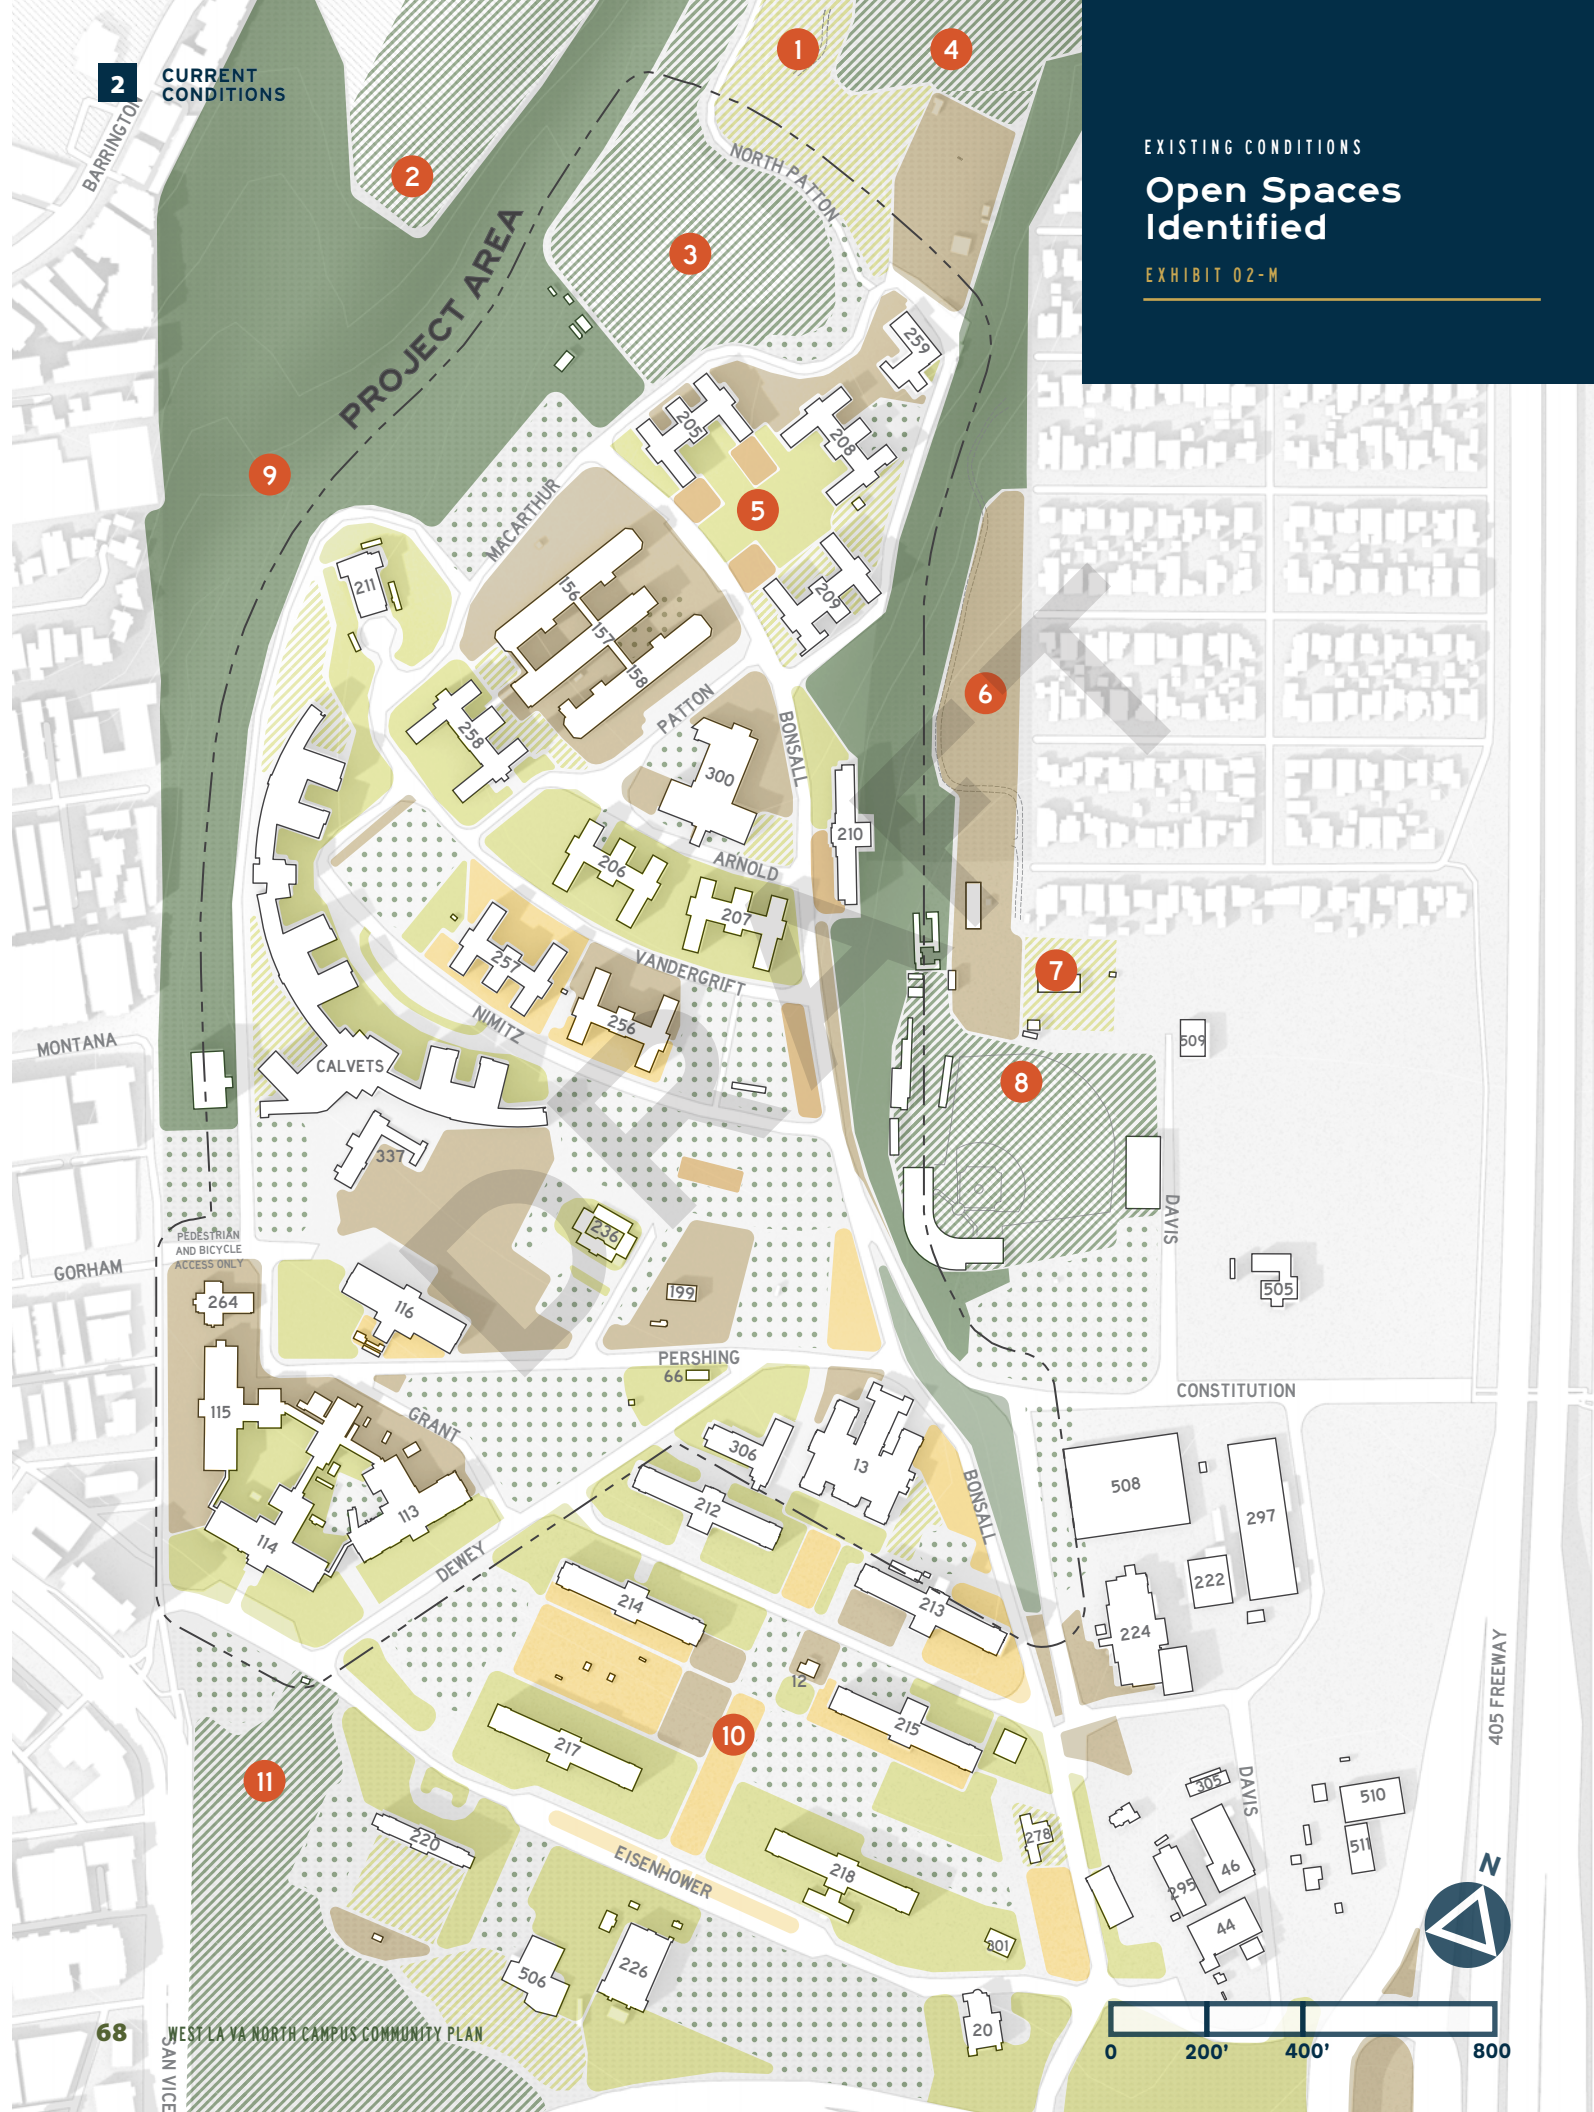 2
CURRENT
CONDITIONS
EXISTING CONDITIONS
Open Spaces
Identified
EXHIBIT 02-M
BARRINGTON
1
4
2
NORTH PATTON
PROJECT AREA
3
259
205
208
9
5
MACARTHUR
211
156
157
158
209
6
PATTON
258
BONSALL
300
210
206
ARNOLD
207
257
VANDERGRIFT
7
NIMITZ
256
MONTANA
509
CALVETS
8
337
DAVIS
236
PEDESTRIAN
AND BICYCLE
ACCESS ONLY
GORHAM
505
264
199
116
PERSHING
66
CONSTITUTION
115
GRANT
306
13
508
BONSALL
297
212
113
114
DEWEY
222
214
213
224
12
405 FREEWAY
215
10
217
11
305
DAVIS
510
220
278
511
46
EISENHOWER
218
295
44
N
301
506
226
20
DRAFT
68
WEST LA VA NORTH CAMPUS COMMUNITY PLAN
SAN VICE
0
200'
400'
800